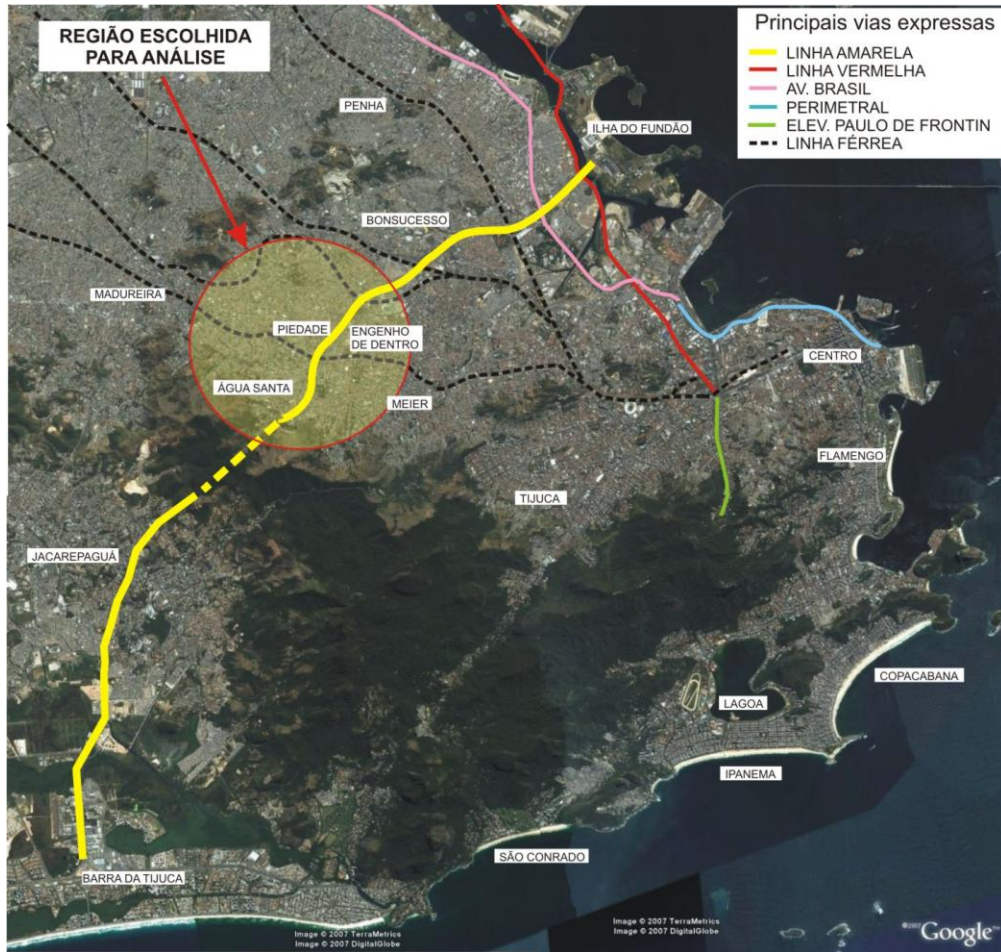 REGIÃO ESCOLHIDA
PARA ANÁLISE
Principais vias expressas
LINHA AMARELA
LINHA VERMELHA
AV. BRASIL
PERIMETRAL
ELEV. PAULO DE FRONTIN
LINHA FÉRREA
PENHA
ILHA DO FUNDÃO
BONSUCESSO
MADUREIRA
PIEDADE
ENGENHO
DE DENTRO
CENTRO
ÁGUA SANTA
MEIER
FLAMENGO
TIJUCA
JACAREPAGUÁ
COPACABANA
LAGOA
IPANEMA
SÃO CONRADO
BARRA DA TIJUCA
Image © 2007 TerraMetrics
Image © 2007 DigitalGlobe
Image © 2007 TerraMetrics
Image © 2007 DigitalGlobe
©2007 Google™